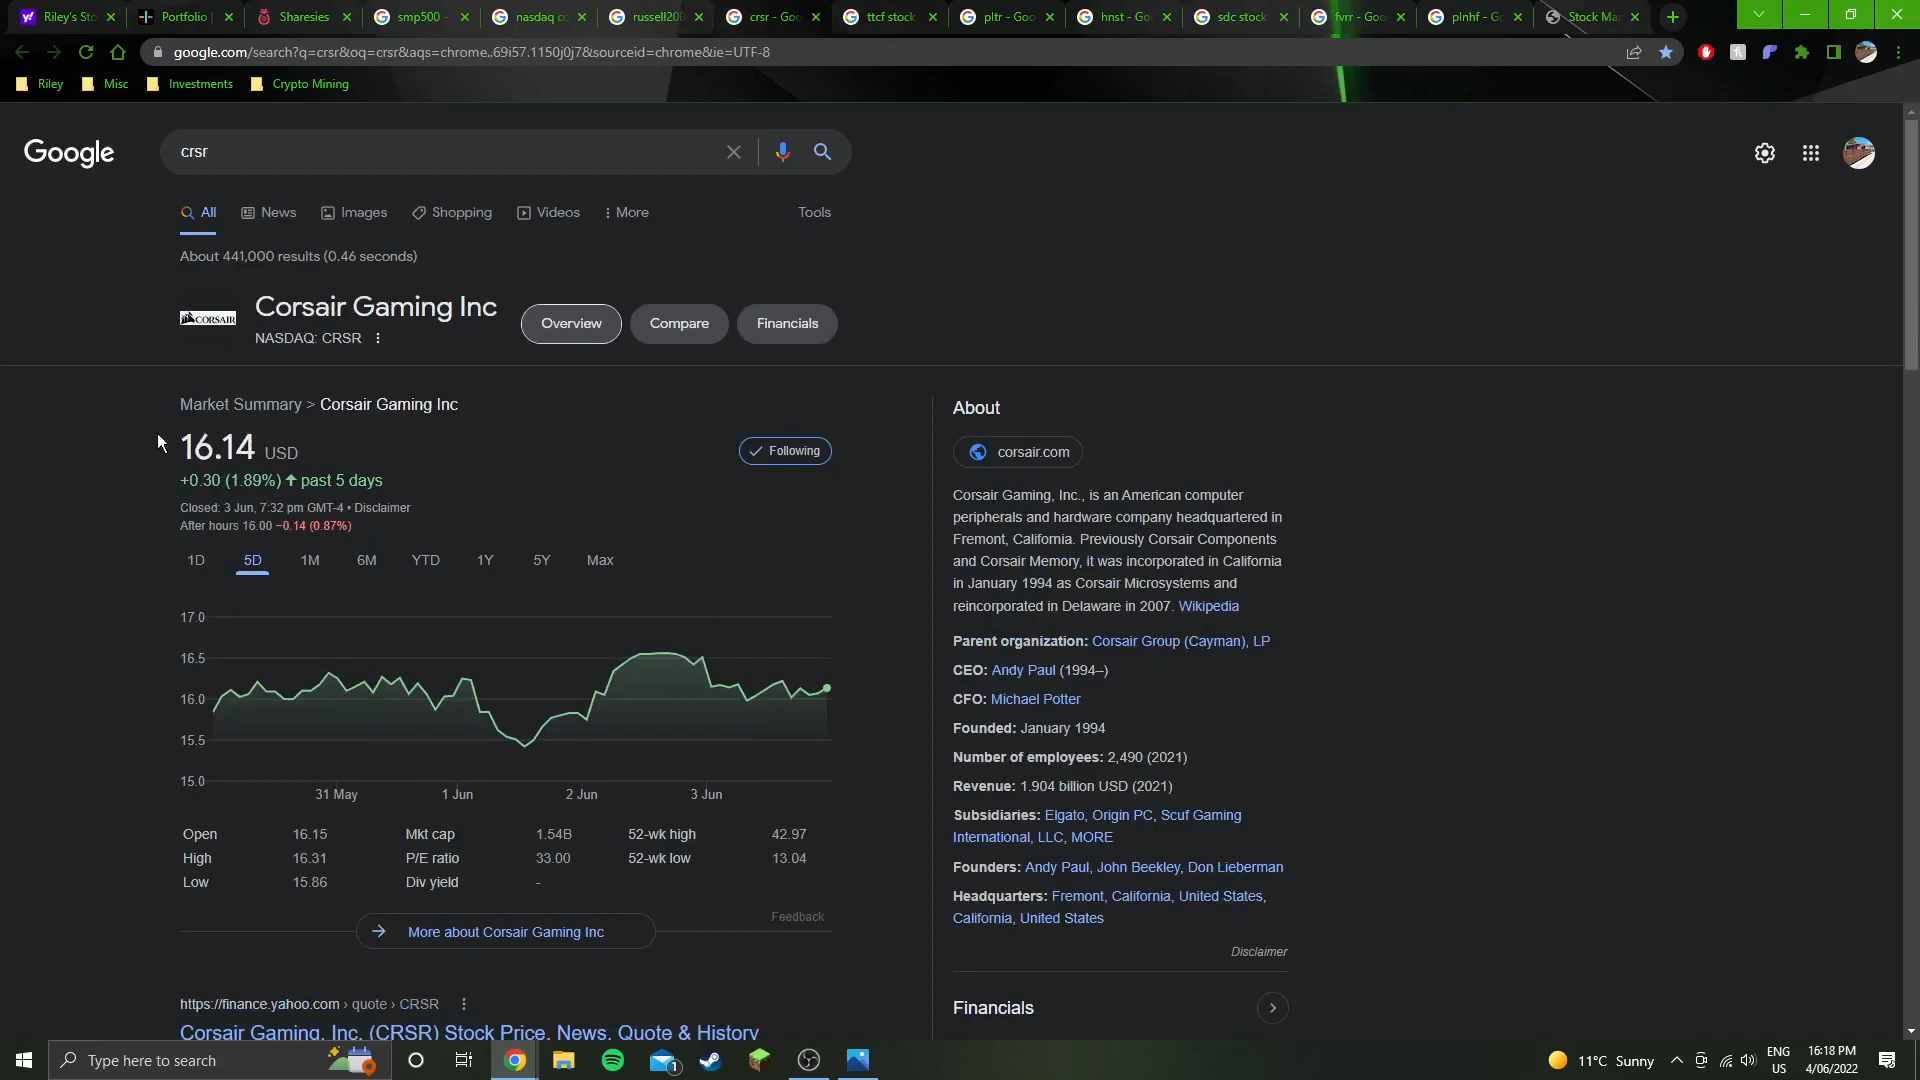 Riley's Sto
Portfolio |
Sharesies
smp500 -
nasdaq co
russell200
crsr - Goo
ttcf stock
pltr - Goo
hnst - Go
sdc stock
fvrr - Goo
plnhf - Go
Stock Mar
google.com/search?q=crsr&oq=crsr&aqs=chrome..69i57.1150j0j7&sourceid=chrome&ie=UTF-8
Riley
Misc
Investments
Crypto Mining
Google
crsr
All
News
Images
Shopping
Videos
More
Tools
About 441,000 results (0.46 seconds)
CORSAIR
Corsair Gaming Inc
NASDAQ: CRSR
Overview
Compare
Financials
Market Summary > Corsair Gaming Inc
16.14 USD
Following
+0.30 (1.89%) past 5 days
Closed: 3 Jun, 7:32 pm GMT-4 • Disclaimer
After hours 16.00 −0.14 (0.87%)
1D 5D 1M 6M YTD 1Y 5Y Max
17.0
16.5
16.0
15.5
15.0
31 May 1 Jun 2 Jun 3 Jun
Open 16.15 Mkt cap 1.54B 52-wk high 42.97
High 16.31 P/E ratio 33.00 52-wk low 13.04
Low 15.86 Div yield -
Feedback
More about Corsair Gaming Inc
https://finance.yahoo.com › quote › CRSR
Corsair Gaming, Inc. (CRSR) Stock Price, News, Quote & History
About
corsair.com
Corsair Gaming, Inc., is an American computer
peripherals and hardware company headquartered in
Fremont, California. Previously Corsair Components
and Corsair Memory, it was incorporated in California
in January 1994 as Corsair Microsystems and
reincorporated in Delaware in 2007. Wikipedia
Parent organization: Corsair Group (Cayman), LP
CEO: Andy Paul (1994–)
CFO: Michael Potter
Founded: January 1994
Number of employees: 2,490 (2021)
Revenue: 1.904 billion USD (2021)
Subsidiaries: Elgato, Origin PC, Scuf Gaming
International, LLC, MORE
Founders: Andy Paul, John Beekley, Don Lieberman
Headquarters: Fremont, California, United States,
California, United States
Disclaimer
Financials
Type here to search
1
11°C Sunny
ENG
US
16:18 PM
4/06/2022